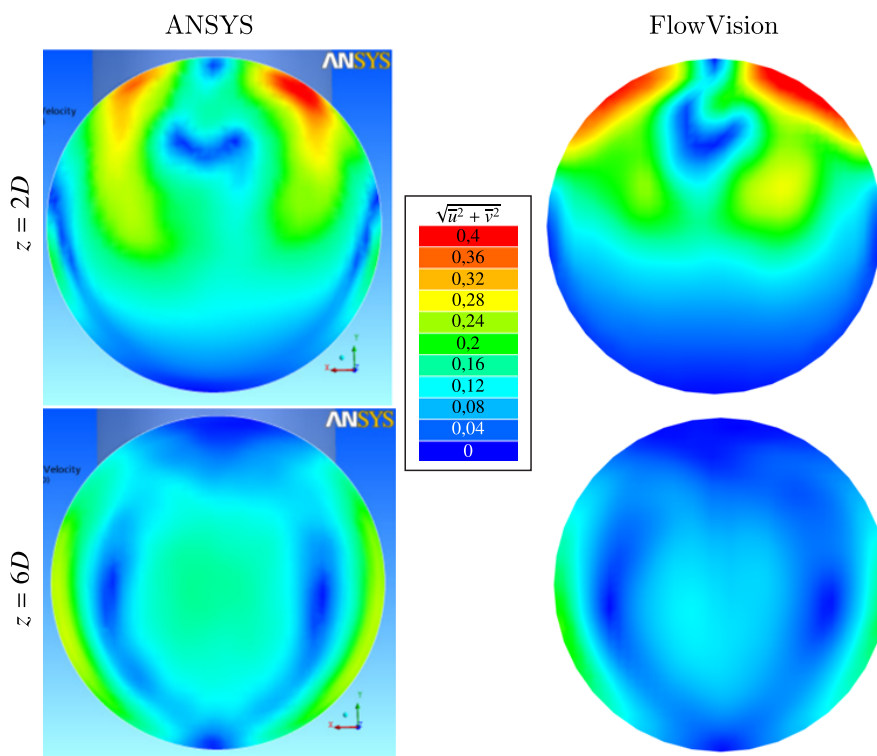 ANSYS FlowVision
ANSYS
Velocity
z = 2D
√u̅² + v̅²
0,4
0,36
0,32
0,28
0,24
0,2
0,16
0,12
0,08
0,04
0
Y
X
Z
ANSYS
Velocity
z = 6D
Y
X
Z